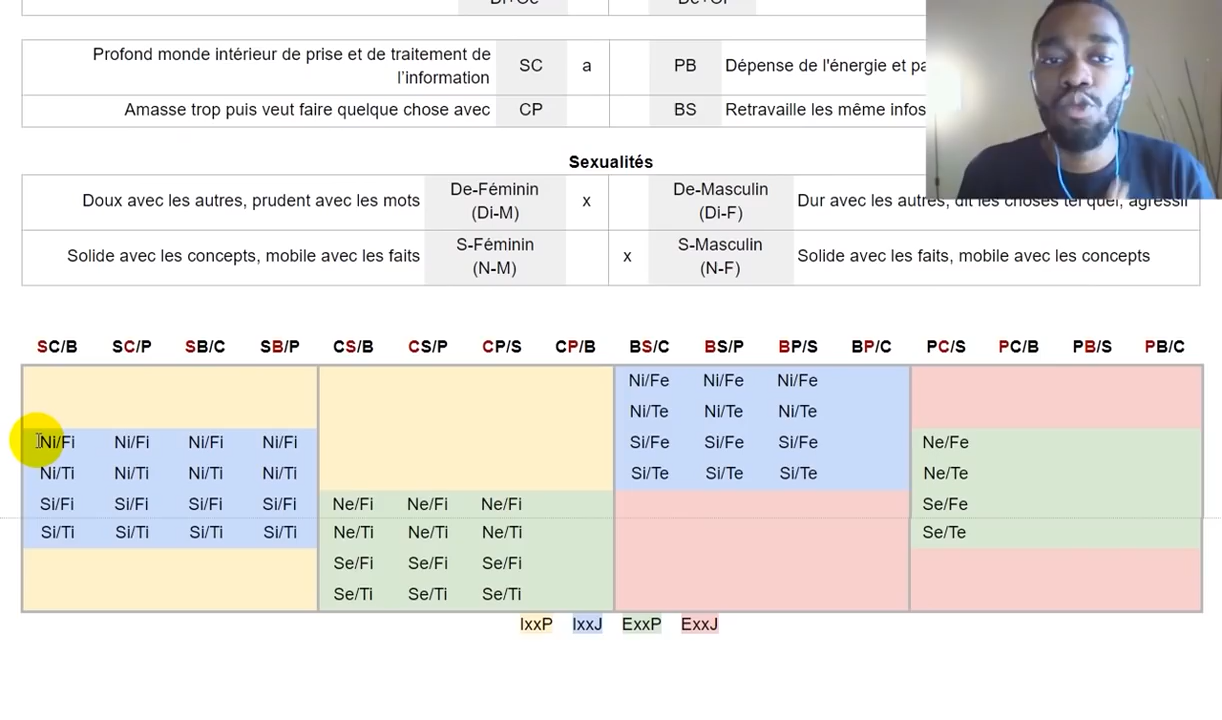 Profond monde intérieur de prise et de traitement de
l'information
SC a PB Dépense de l'énergie et
Amasse trop puis veut faire quelque chose avec CP BS Retravaille les même infos
Sexualités
Doux avec les autres, prudent avec les mots De-Féminin
(Di-M) x De-Masculin
(Di-F) Dur avec les autres, dit les choses tel quel, agressif
Solide avec les concepts, mobile avec les faits S-Féminin
(N-M) x S-Masculin
(N-F) Solide avec les faits, mobile avec les concepts
SC/B SC/P SB/C SB/P CS/B CS/P CP/S CP/B BS/C BS/P BP/S BP/C PC/S PC/B PB/S PB/C
Ni/Fe Ni/Fe Ni/Fe
Ni/Te Ni/Te Ni/Te
Ni/Fi Ni/Fi Ni/Fi Ni/Fi Si/Fe Si/Fe Si/Fe Ne/Fe
Ni/Ti Ni/Ti Ni/Ti Ni/Ti Si/Te Si/Te Si/Te Ne/Te
Si/Fi Si/Fi Si/Fi Si/Fi Ne/Fi Ne/Fi Ne/Fi Se/Fe
Si/Ti Si/Ti Si/Ti Si/Ti Ne/Ti Ne/Ti Ne/Ti Se/Te
Se/Fi Se/Fi Se/Fi
Se/Ti Se/Ti Se/Ti
IxxP IxxJ ExxP ExxJ